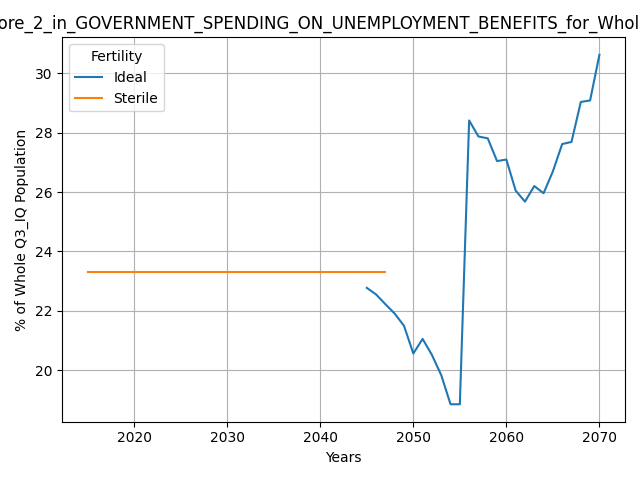 ore_2_in_GOVERNMENT_SPENDING_ON_UNEMPLOYMENT_BENEFITS_for_Whol
Fertility
Ideal
Sterile
% of Whole Q3_IQ Population
30
28
26
24
22
20
2020 2030 2040 2050 2060 2070
Years